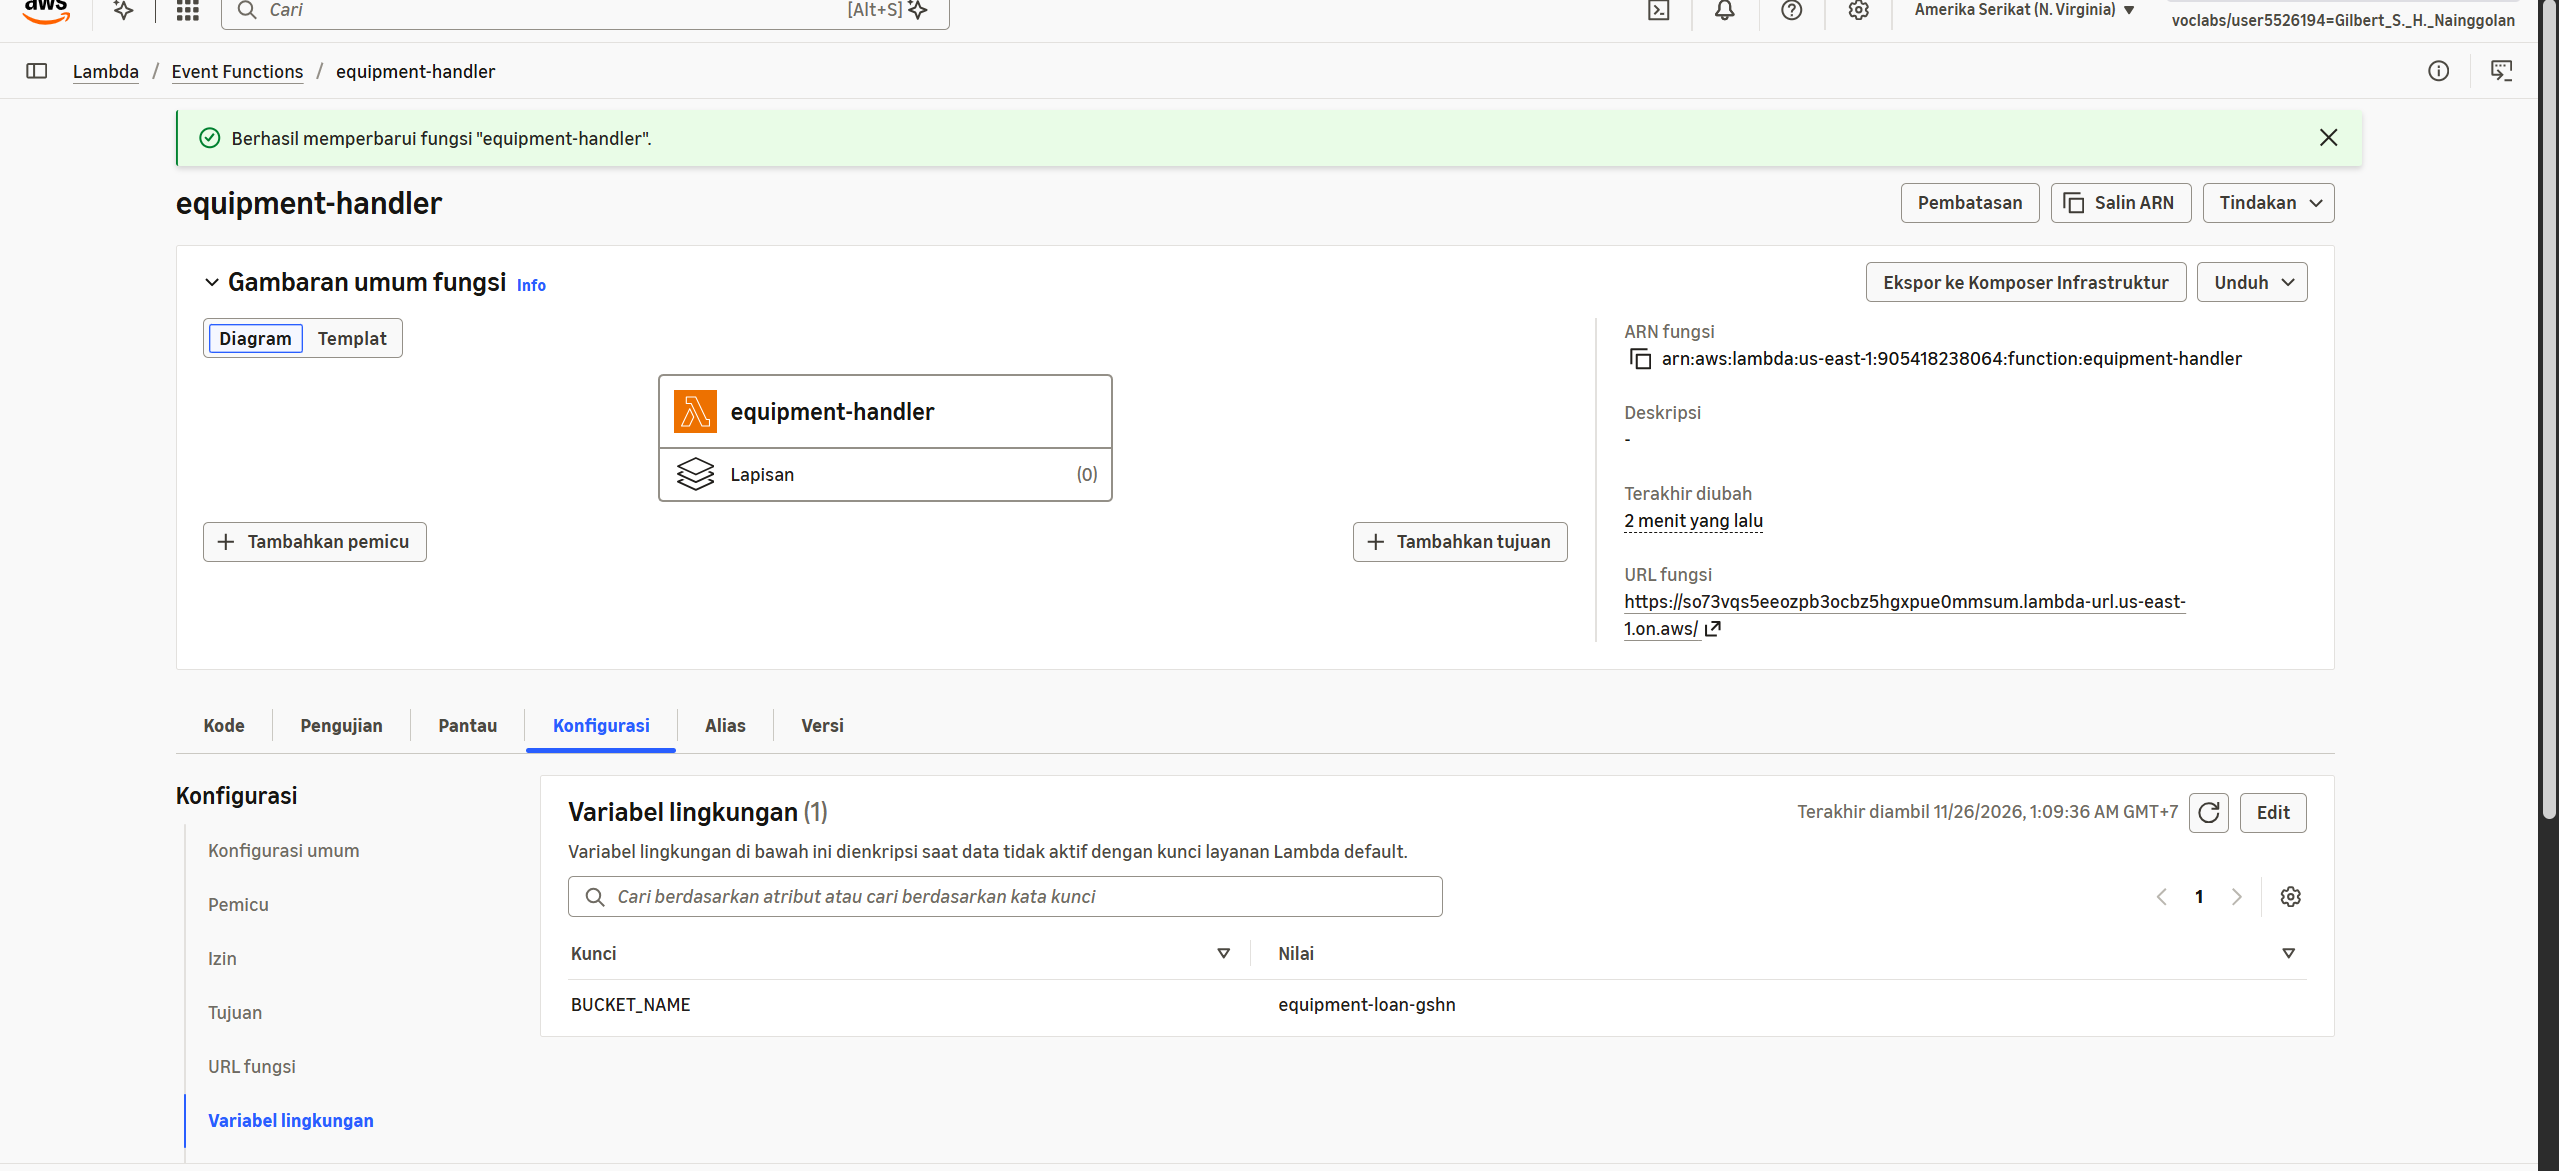 aws
Cari
[Alt+S]
Amerika Serikat (N. Virginia)
voclabs/user5526194=Gilbert_S._H._Nainggolan
Lambda / Event Functions / equipment-handler
Berhasil memperbarui fungsi "equipment-handler".
equipment-handler
Pembatasan
Salin ARN
Tindakan
Gambaran umum fungsi Info
Ekspor ke Komposer Infrastruktur
Unduh
Diagram
Templat
equipment-handler
Lapisan (0)
Tambahkan pemicu
Tambahkan tujuan
ARN fungsi
arn:aws:lambda:us-east-1:905418238064:function:equipment-handler
Deskripsi
-
Terakhir diubah
2 menit yang lalu
URL fungsi
https://so73vqs5eeozpb3ocbz5hgxpue0mmsum.lambda-url.us-east-
1.on.aws/
Kode
Pengujian
Pantau
Konfigurasi
Alias
Versi
Konfigurasi
Konfigurasi umum
Pemicu
Izin
Tujuan
URL fungsi
Variabel lingkungan
Variabel lingkungan (1)
Terakhir diambil 11/26/2026, 1:09:36 AM GMT+7
Edit
Variabel lingkungan di bawah ini dienkripsi saat data tidak aktif dengan kunci layanan Lambda default.
Cari berdasarkan atribut atau cari berdasarkan kata kunci
1
Kunci
Nilai
BUCKET_NAME
equipment-loan-gshn